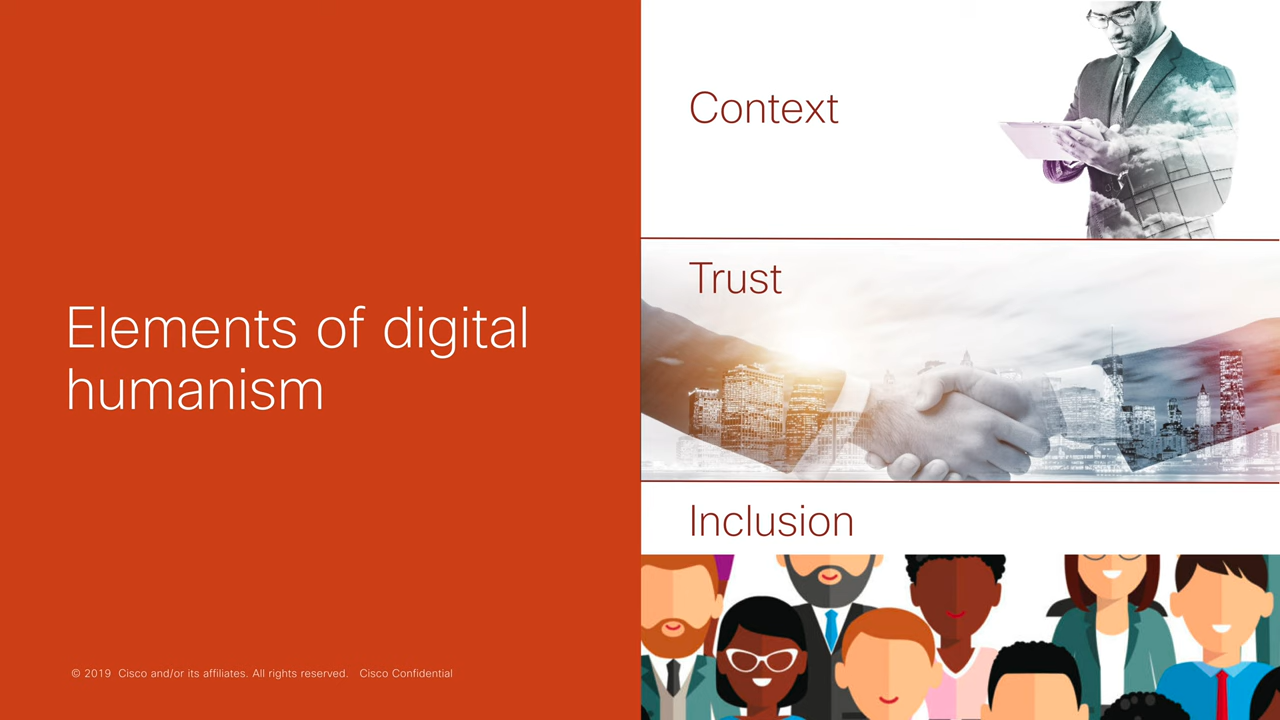 Elements of digital
humanism
© 2019 Cisco and/or its affiliates. All rights reserved. Cisco Confidential
Context
Trust
Inclusion